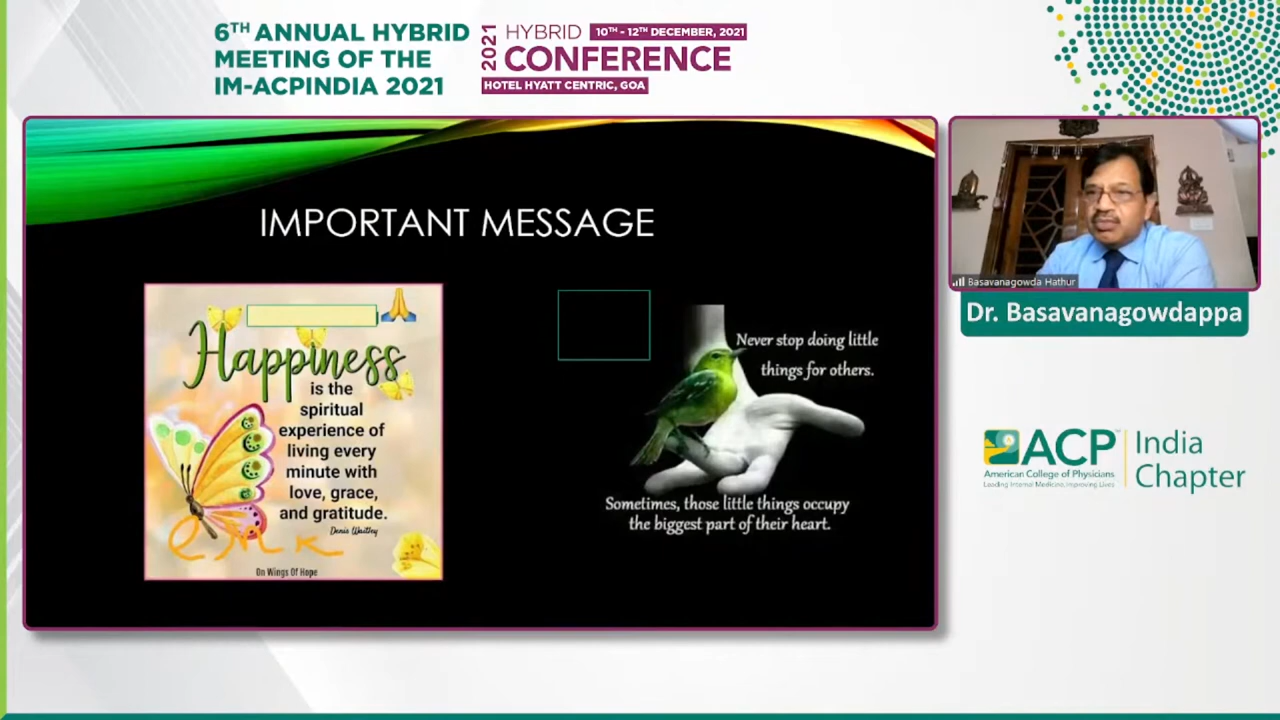 6TH ANNUAL HYBRID
MEETING OF THE
IM-ACPINDIA 2021
2021
HYBRID 10TH - 12TH DECEMBER, 2021
CONFERENCE
HOTEL HYATT CENTRIC, GOA
IMPORTANT MESSAGE
Happiness
is the
spiritual
experience of
living every
minute with
love, grace,
and gratitude.
Denis Waitley
On Wings Of Hope
Never stop doing little
things for others.
Sometimes, those little things occupy
the biggest part of their heart.
Basavanagowda Hathur
Dr. Basavanagowdappa
ACP
American College of Physicians
Leading Internal Medicine, Improving Lives
India
Chapter